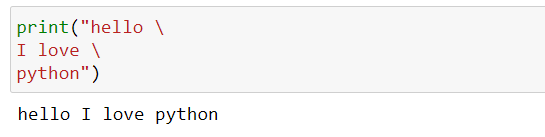 print("hello \
I love \
python")
hello I love python